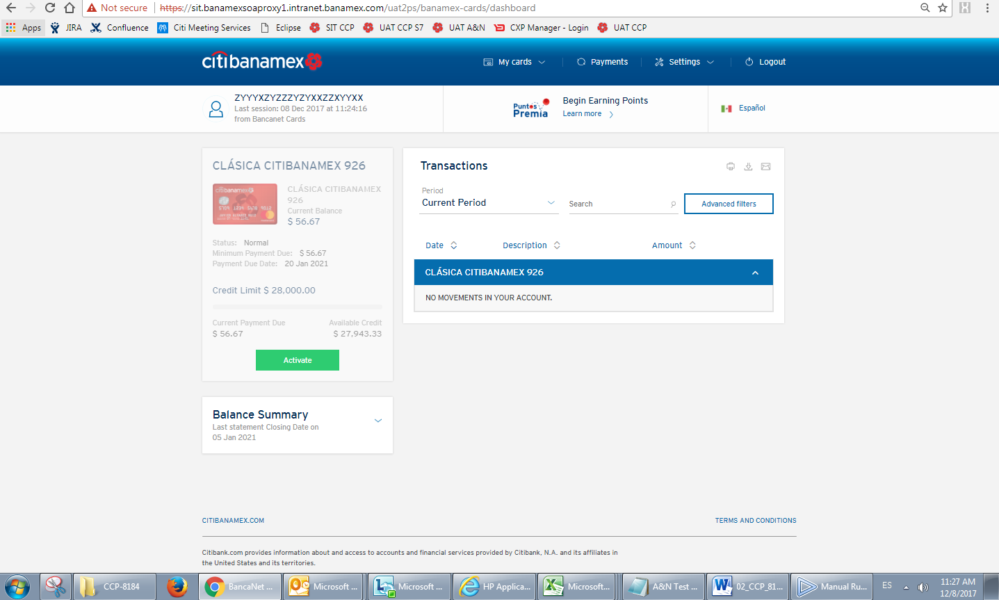 Not secure https://sit.banamexsoaproxy1.intranet.banamex.com/uat2ps/banamex-cards/dashboard
Apps JIRA Confluence Citi Meeting Services Eclipse SIT CCP UAT CCP S7 UAT A&N CXP Manager - Login UAT CCP
citibanamex My cards Payments Settings Logout
ZYYYXZYZZZYZYXXZZXYYXX
Last session: 08 Dec 2017 at 11:24:16
from Bancanet Cards
Puntos
Premia
Begin Earning Points
Learn more
Español
CLÁSICA CITIBANAMEX 926
citibanamex
CLÁSICA CITIBANAMEX
926
Current Balance
$ 56.67
Status: Normal
Minimum Payment Due: $ 56.67
Payment Due Date: 20 Jan 2021
Credit Limit $ 28,000.00
Current Payment Due Available Credit
$ 56.67 $ 27,943.33
Activate
Balance Summary
Last statement Closing Date on
05 Jan 2021
Transactions
Period
Current Period
Search
Advanced filters
Date Description Amount
CLÁSICA CITIBANAMEX 926
NO MOVEMENTS IN YOUR ACCOUNT.
CITIBANAMEX.COM TERMS AND CONDITIONS
Citibank.com provides information about and access to accounts and financial services provided by Citibank, N.A. and its affiliates in
the United States and its territories.
CCP-8184 BancaNet ... Microsoft ... Microsoft ... HP Applica... Microsoft... A&N Test ... 02_CCP_81... Manual Ru... ES 11:27 AM
12/8/2017